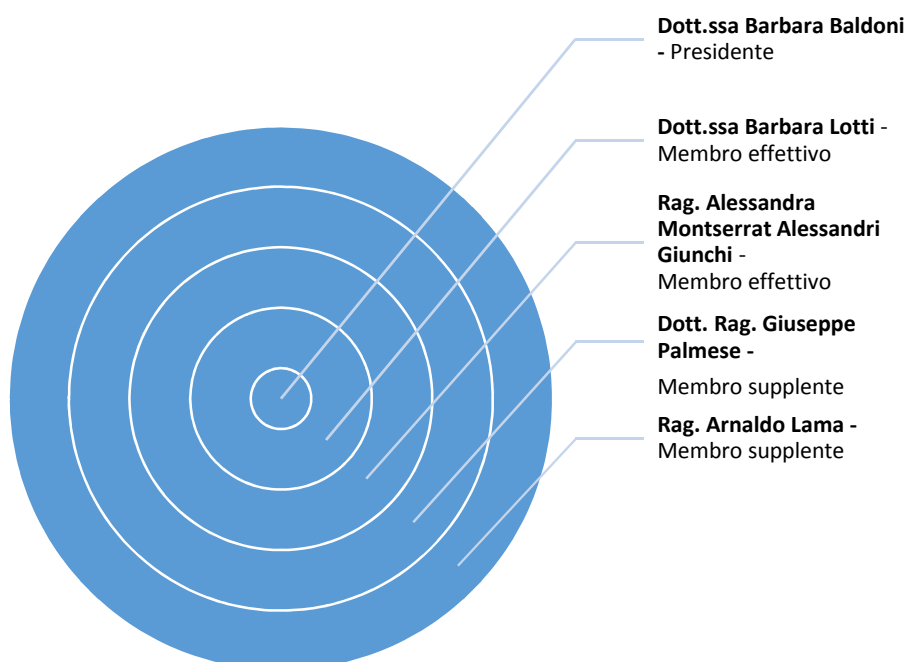 Dott.ssa Barbara Baldoni
- Presidente
Dott.ssa Barbara Lotti -
Membro effettivo
Rag. Alessandra
Montserrat Alessandri
Giunchi -
Membro effettivo
Dott. Rag. Giuseppe
Palmese -
Membro supplente
Rag. Arnaldo Lama -
Membro supplente